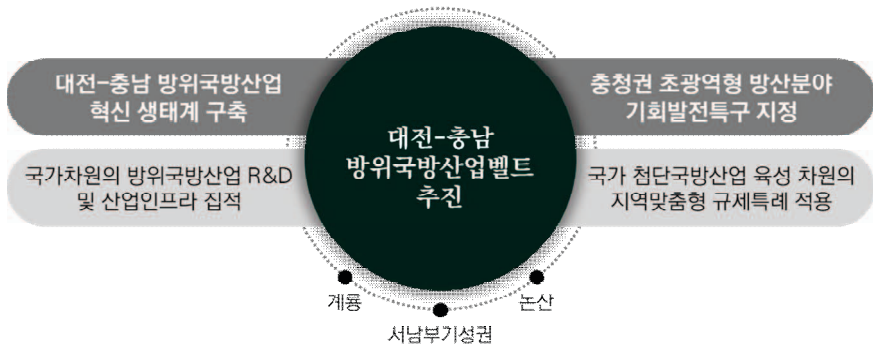 대전-충남 방위국방산업
혁신 생태계 구축
국가차원의 방위국방산업 R&D
및 산업인프라 집적
대전-충남
방위국방산업벨트
추진
충청권 초광역형 방산분야
기회발전특구 지정
국가 첨단국방산업 육성 차원의
지역맞춤형 규제특례 적용
계룡
서남부기성권
논산